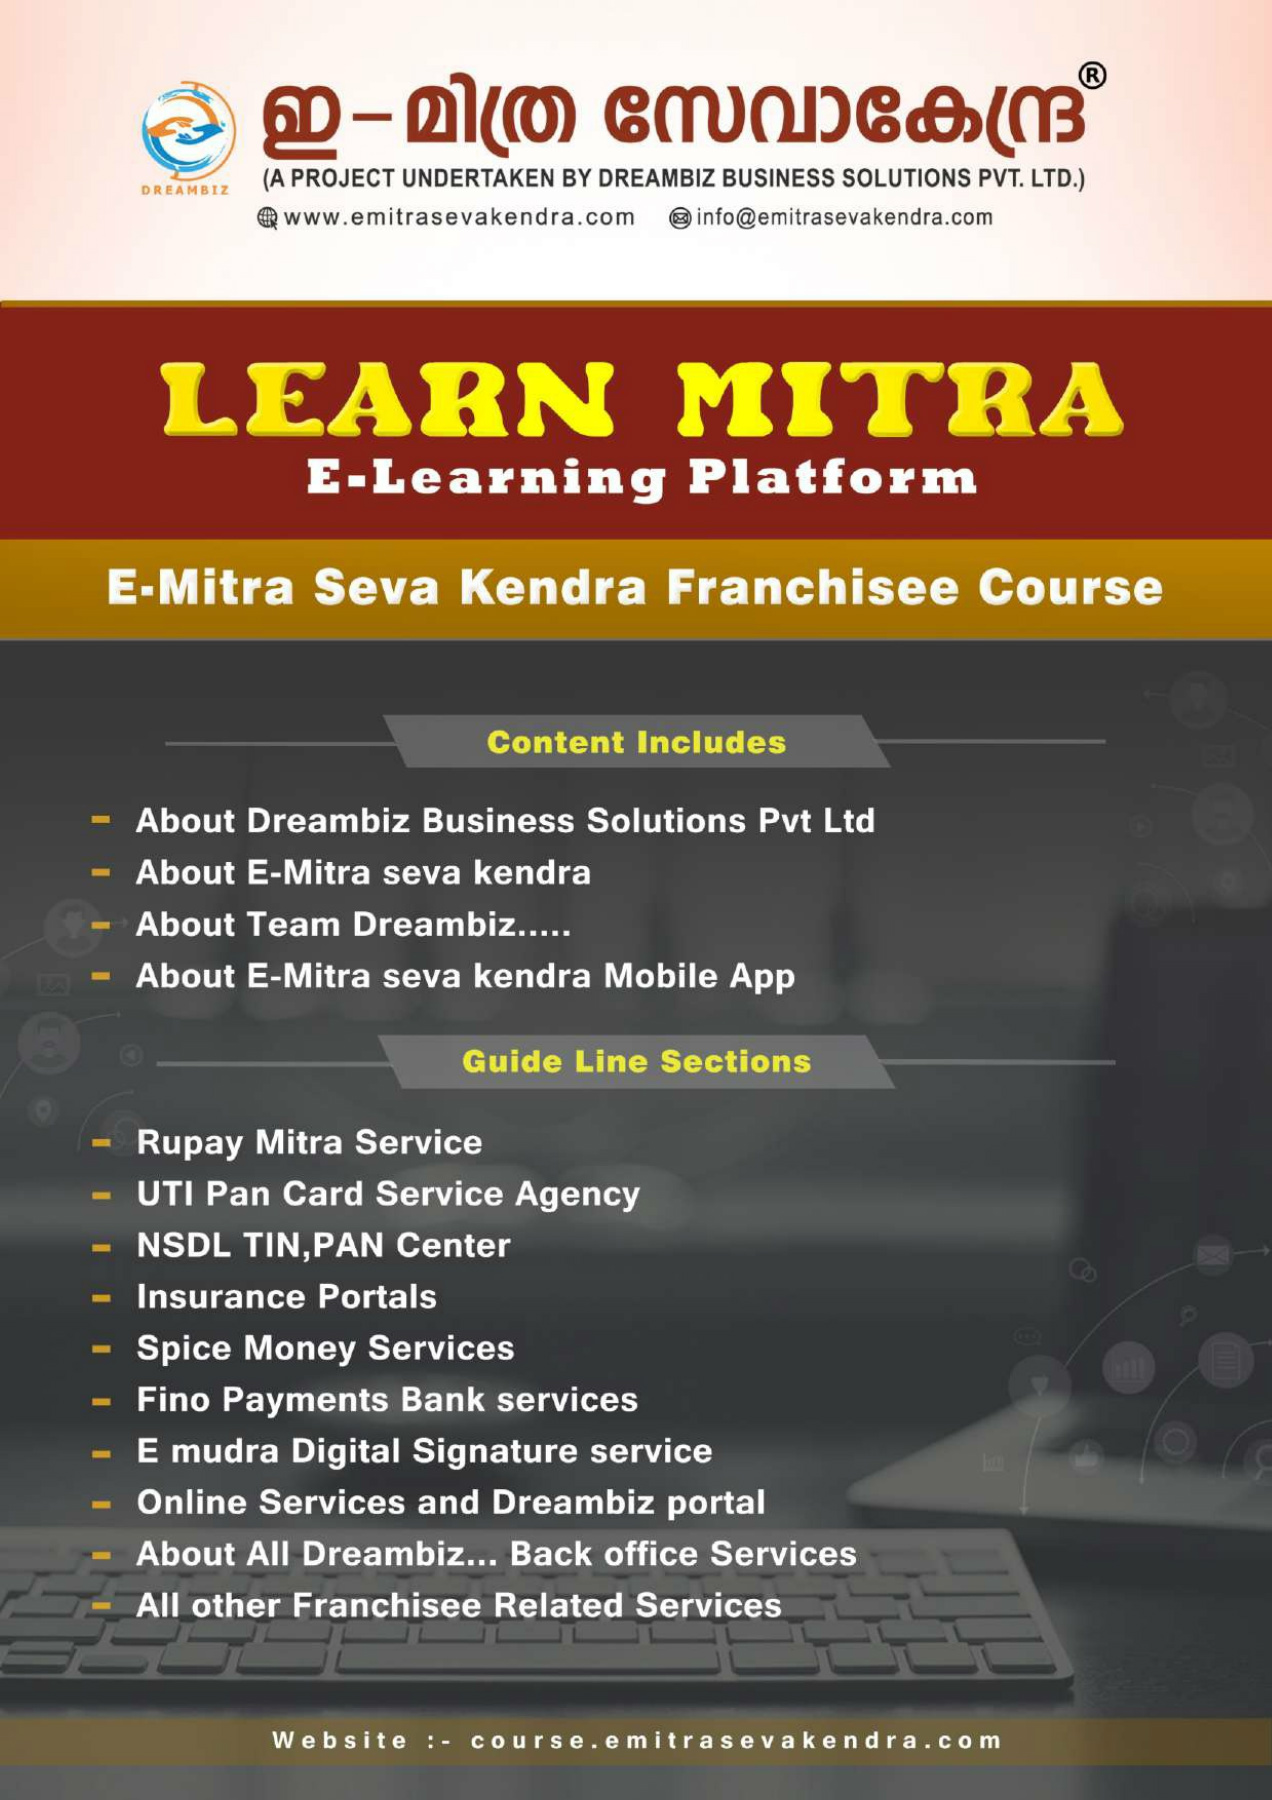 DREAMBIZ
ഇ-മിത്ര സേവാകേന്ദ്ര®
(A PROJECT UNDERTAKEN BY DREAMBIZ BUSINESS SOLUTIONS PVT. LTD.)
www.emitrasevakendra.com info@emitrasevakendra.com
LEARN MITRA
E-Learning Platform
E-Mitra Seva Kendra Franchisee Course
Content Includes
- About Dreambiz Business Solutions Pvt Ltd
- About E-Mitra seva kendra
- About Team Dreambiz.....
- About E-Mitra seva kendra Mobile App
Guide Line Sections
- Rupay Mitra Service
- UTI Pan Card Service Agency
- NSDL TIN,PAN Center
- Insurance Portals
- Spice Money Services
- Fino Payments Bank services
- E mudra Digital Signature service
- Online Services and Dreambiz portal
- About All Dreambiz... Back office Services
- All other Franchisee Related Services
Website :- course.emitrasevakendra.com